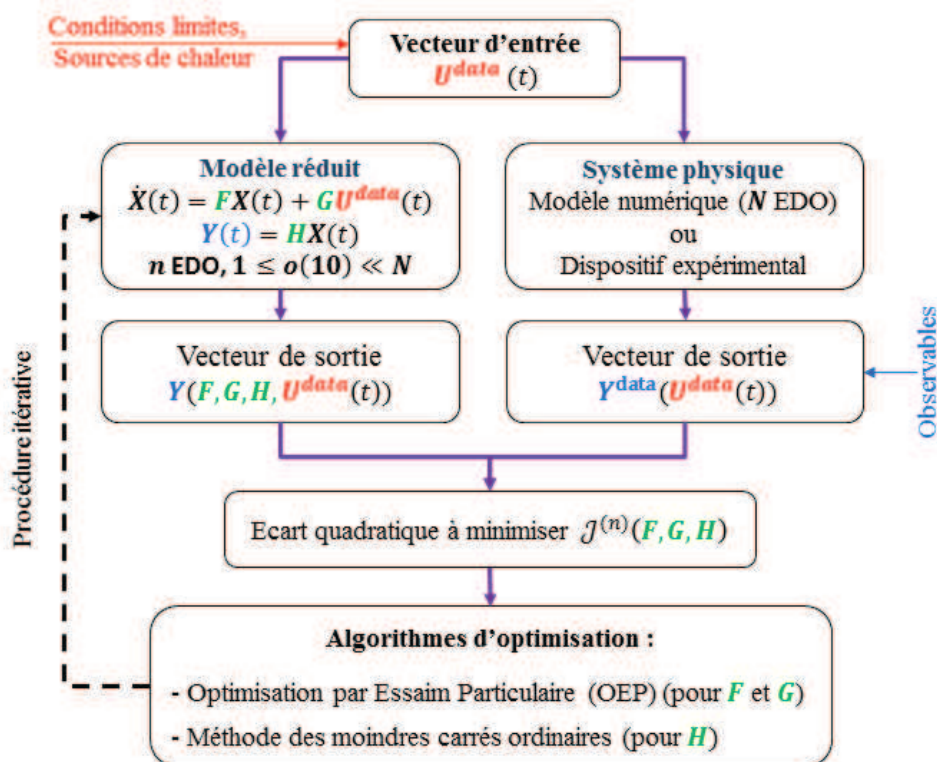 Conditions limites,
Sources de chaleur
Vecteur d'entrée
U^data (t)
Modèle réduit
Ẋ(t) = FX(t) + GU^data(t)
Y(t) = HX(t)
n EDO, 1 ≤ o(10) ≪ N
Système physique
Modèle numérique (N EDO)
ou
Dispositif expérimental
Vecteur de sortie
Y(F, G, H, U^data(t))
Vecteur de sortie
Y^data(U^data(t))
Observables
Procédure itérative
Ecart quadratique à minimiser 𝒥^(n)(F, G, H)
Algorithmes d'optimisation :
- Optimisation par Essaim Particulaire (OEP) (pour F et G)
- Méthode des moindres carrés ordinaires (pour H)